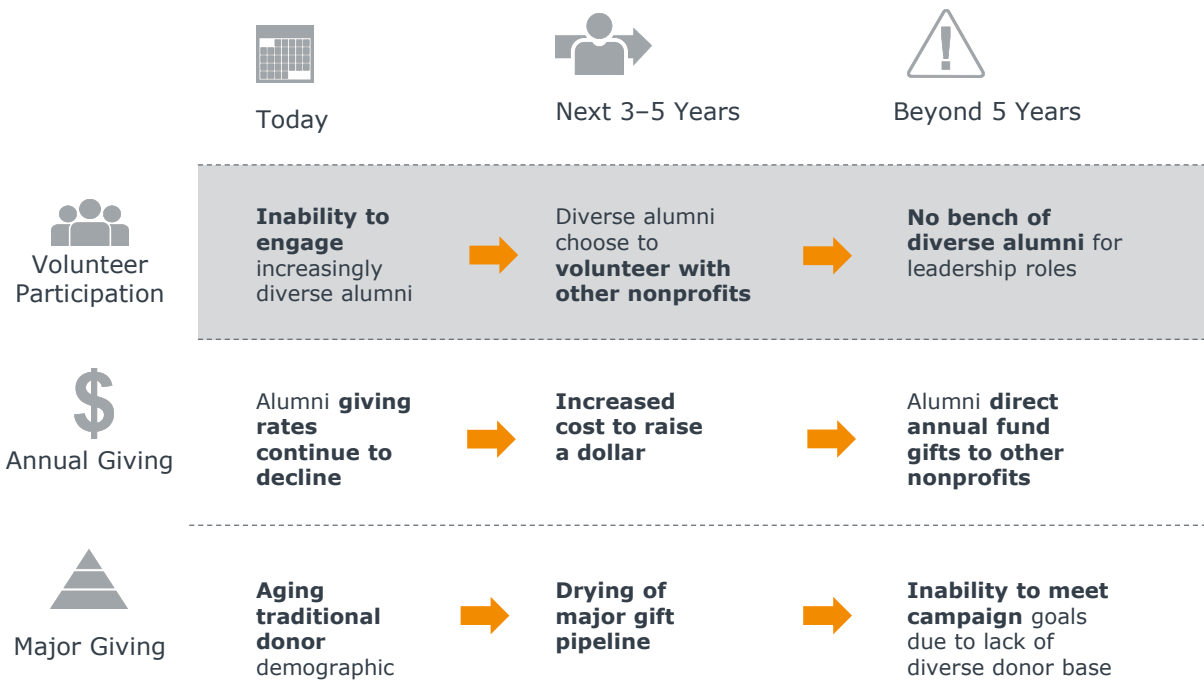 Today
Next 3–5 Years
Beyond 5 Years
Volunteer
Participation
Inability to
engage
increasingly
diverse alumni
Diverse alumni
choose to
volunteer with
other nonprofits
No bench of
diverse alumni for
leadership roles
$
Annual Giving
Alumni giving
rates
continue to
decline
Increased
cost to raise
a dollar
Alumni direct
annual fund
gifts to other
nonprofits
Major Giving
Aging
traditional
donor
demographic
Drying of
major gift
pipeline
Inability to meet
campaign goals
due to lack of
diverse donor base